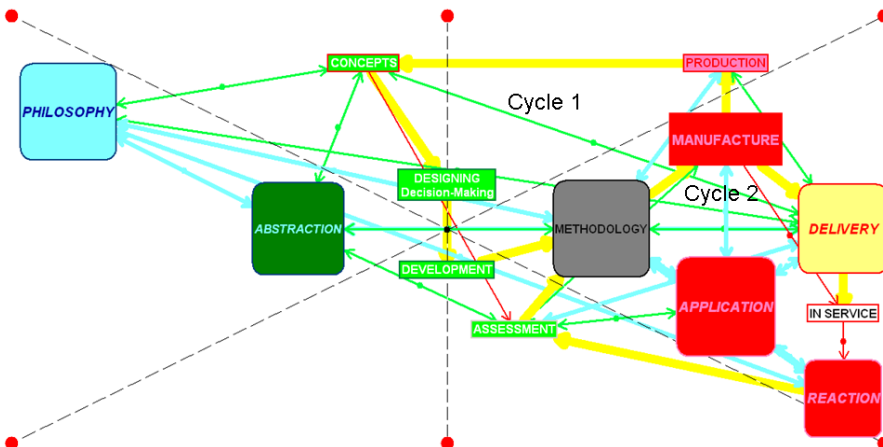 CONCEPTS
PRODUCTION
PHILOSOPHY
Cycle 1
MANUFACTURE
DESIGNING
Decision-Making
Cycle 2
ABSTRACTION
METHODOLOGY
DELIVERY
DEVELOPMENT
APPLICATION
IN SERVICE
ASSESSMENT
REACTION